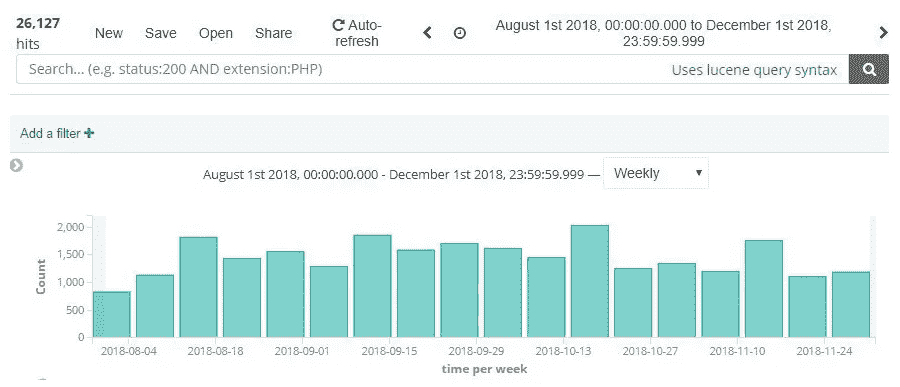 26,127
hits
New
Save
Open
Share
Auto-
refresh
August 1st 2018, 00:00:00.000 to December 1st 2018,
23:59:59.999
Search... (e.g. status:200 AND extension:PHP)
Uses lucene query syntax
Add a filter
August 1st 2018, 00:00:00.000 - December 1st 2018, 23:59:59.999 —
Weekly
Count
2,000
1,500
1,000
500
0
2018-08-04
2018-08-18
2018-09-01
2018-09-15
2018-09-29
2018-10-13
2018-10-27
2018-11-10
2018-11-24
time per week